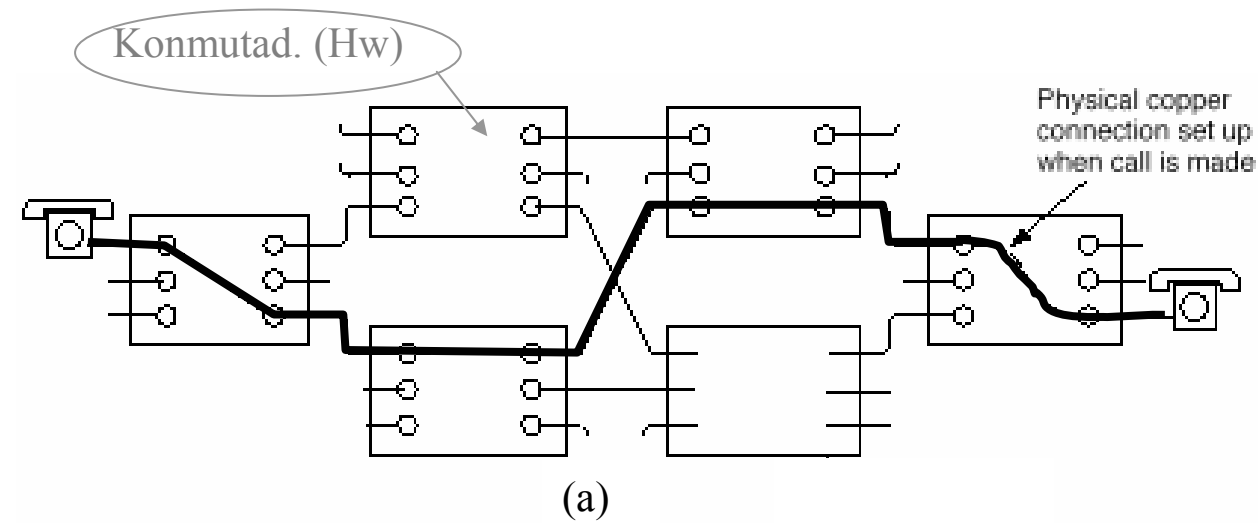 Konmutad. (Hw)
Physical copper
connection set up
when call is made
(a)